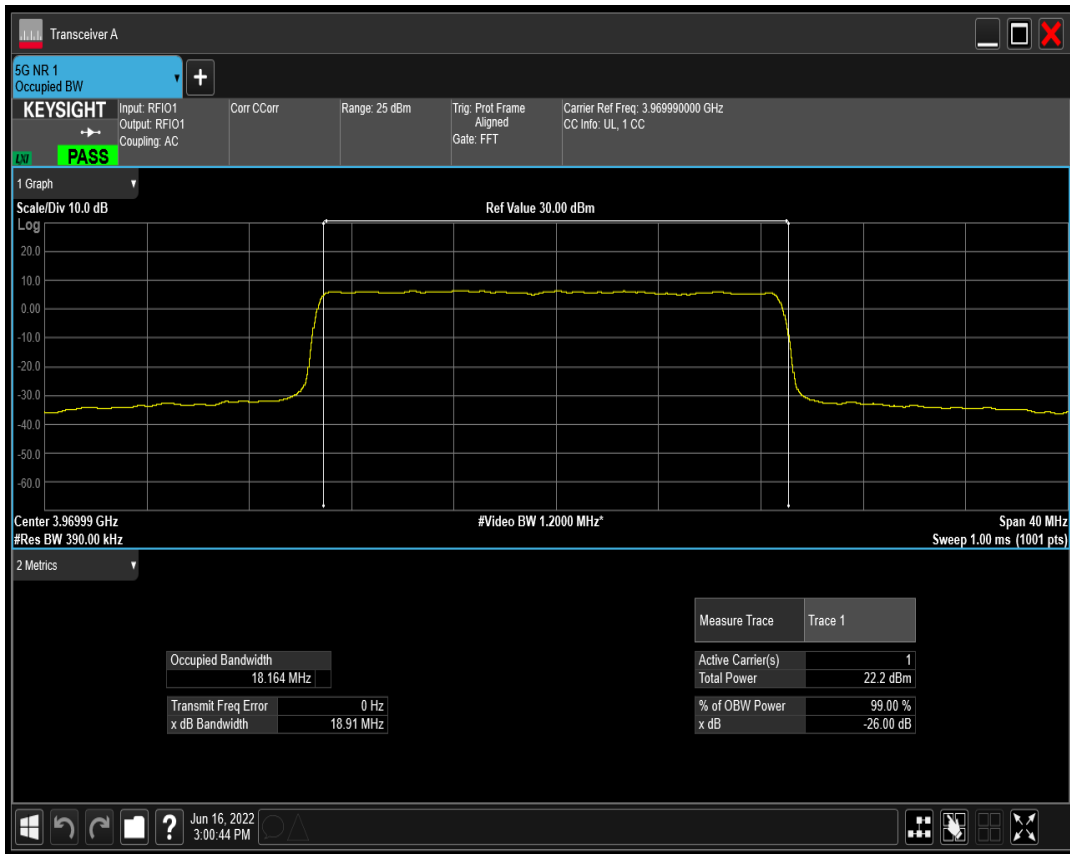 Transceiver A
5G NR 1
Occupied BW
+
KEYSIGHT
LXI
PASS
Input: RFIO1
Output: RFIO1
Coupling: AC
Corr CCorr
Range: 25 dBm
Trig: Prot Frame
Aligned
Gate: FFT
Carrier Ref Freq: 3.969990000 GHz
CC Info: UL, 1 CC
1 Graph
Scale/Div 10.0 dB
Ref Value 30.00 dBm
Log
20.0
10.0
0.00
-10.0
-20.0
-30.0
-40.0
-50.0
-60.0
Center 3.96999 GHz
#Video BW 1.2000 MHz*
Span 40 MHz
#Res BW 390.00 kHz
Sweep 1.00 ms (1001 pts)
2 Metrics
Measure Trace Trace 1
Occupied Bandwidth
18.164 MHz
Active Carrier(s) 1
Total Power 22.2 dBm
Transmit Freq Error 0 Hz
x dB Bandwidth 18.91 MHz
% of OBW Power 99.00 %
x dB -26.00 dB
?
Jun 16, 2022
3:00:44 PM